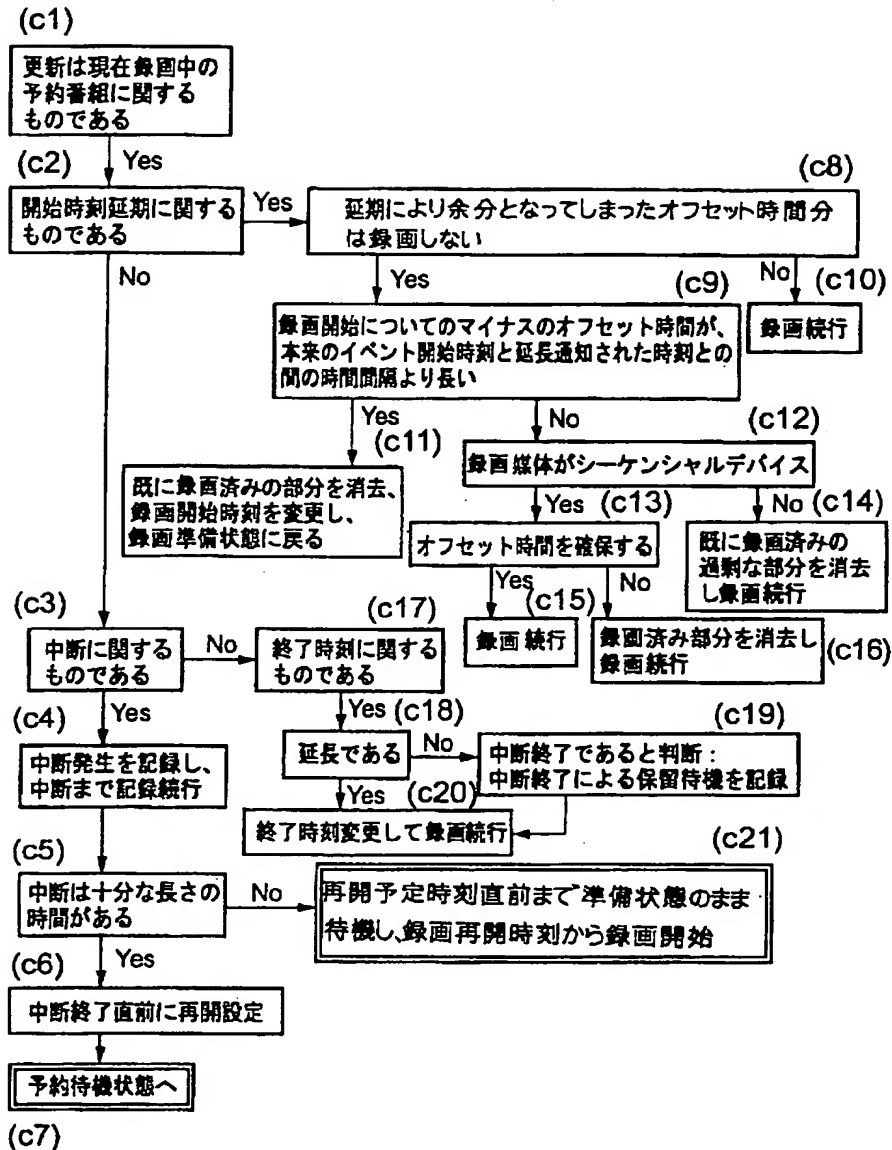 (c1)
更新は現在録画中の
予約番組に関する
ものである
Yes
(c2)
開始時刻延期に関する
ものである
Yes
(c8)
延期により余分となってしまったオフセット時間分
は録画しない
No
Yes
(c9)
No
(c10)
録画開始についてのマイナスのオフセット時間が、
本来のイベント開始時刻と延長通知された時刻との
間の時間間隔より長い
録画続行
Yes
(c11)
No
(c12)
既に録画済みの部分を消去、
録画開始時刻を変更し、
録画準備状態に戻る
録画媒体がシーケンシャルデバイス
Yes
(c13)
No
(c14)
オフセット時間を確保する
既に録画済みの
過剰な部分を消去
し録画続行
Yes
(c15)
No
録画続行
録画済み部分を消去し
録画続行
(c16)
(c3)
中断に関する
ものである
No
(c17)
終了時刻に関する
ものである
(c4)
Yes
Yes
(c18)
延長である
No
(c19)
中断終了であると判断：
中断終了による保留待機を記録
中断発生を記録し、
中断まで記録続行
Yes
(c20)
終了時刻変更して録画続行
(c5)
中断は十分な長さの
時間がある
No
(c21)
再開予定時刻直前まで準備状態のまま
待機し、録画再開時刻から録画開始
(c6)
Yes
中断終了直前に再開設定
予約待機状態へ
(c7)